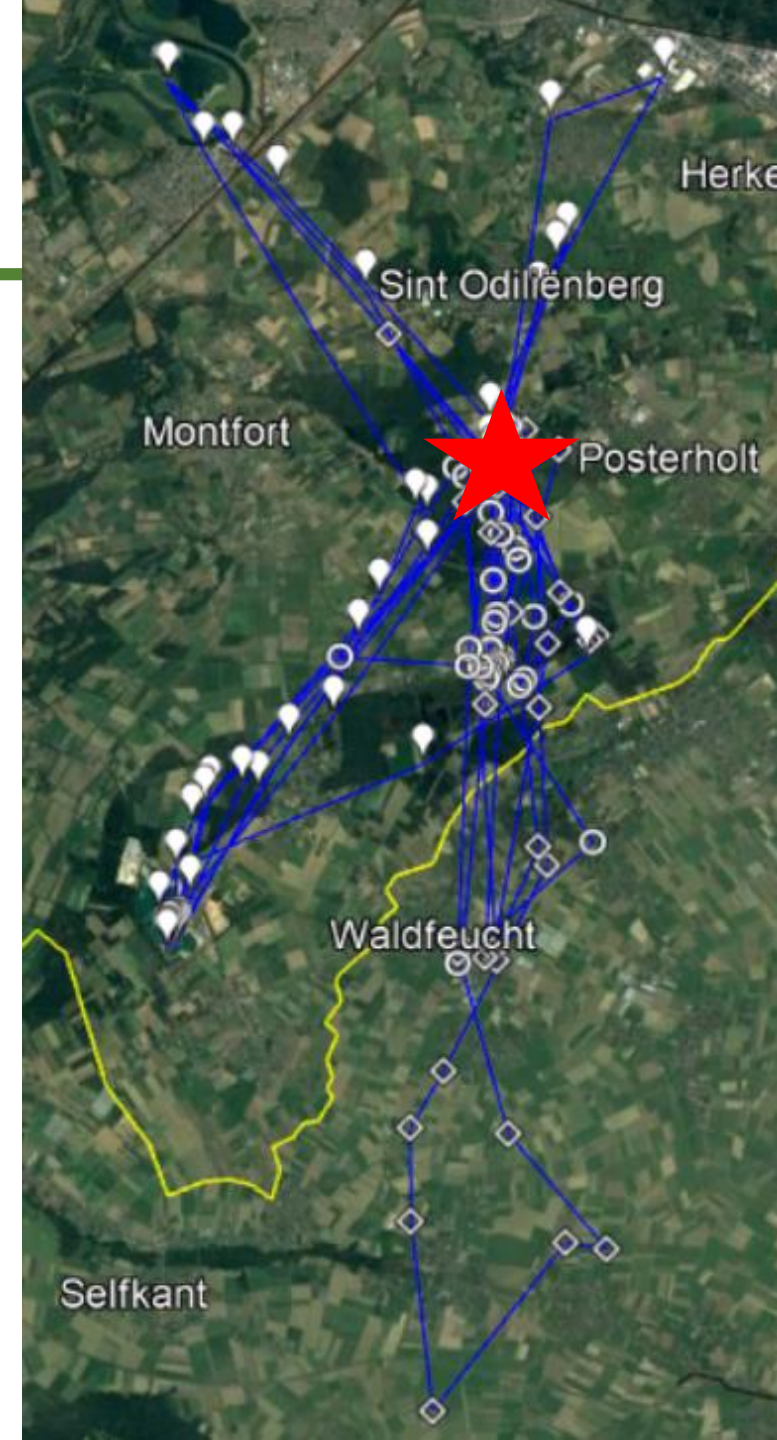 Herke
Sint Odiliënberg
Montfort
Posterholt
Waldfeucht
Selfkant